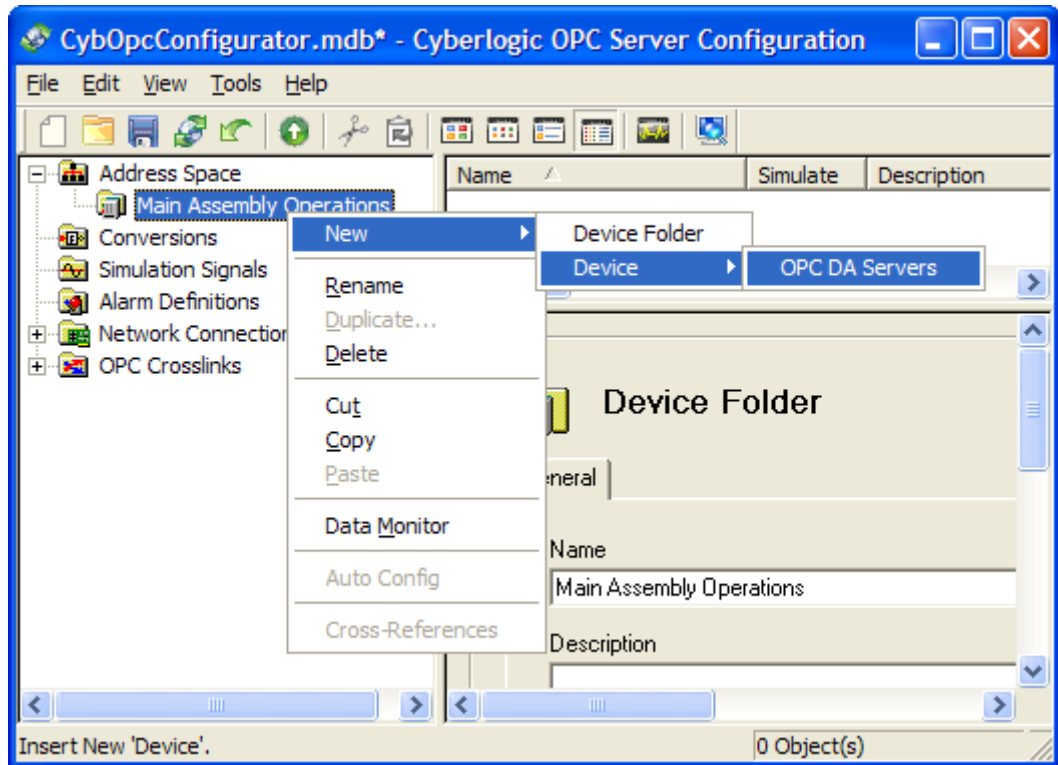 CybOpcConfigurator.mdb* - Cyberlogic OPC Server Configuration
File Edit View Tools Help
Address Space
Main Assembly Operations
Conversions
Simulation Signals
Alarm Definitions
Network Connection
OPC Crosslinks
Name Simulate Description
New
Rename
Duplicate...
Delete
Cut
Copy
Paste
Data Monitor
Auto Config
Cross-References
Device Folder
Device
OPC DA Servers
Device Folder
eneral
Name
Main Assembly Operations
Description
Insert New 'Device'.
0 Object(s)